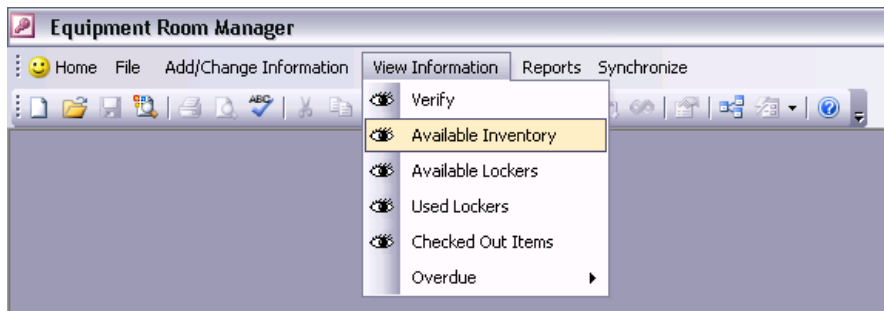 Equipment Room Manager
Home File Add/Change Information View Information Reports Synchronize
ABC
Verify
Available Inventory
Available Lockers
Used Lockers
Checked Out Items
Overdue